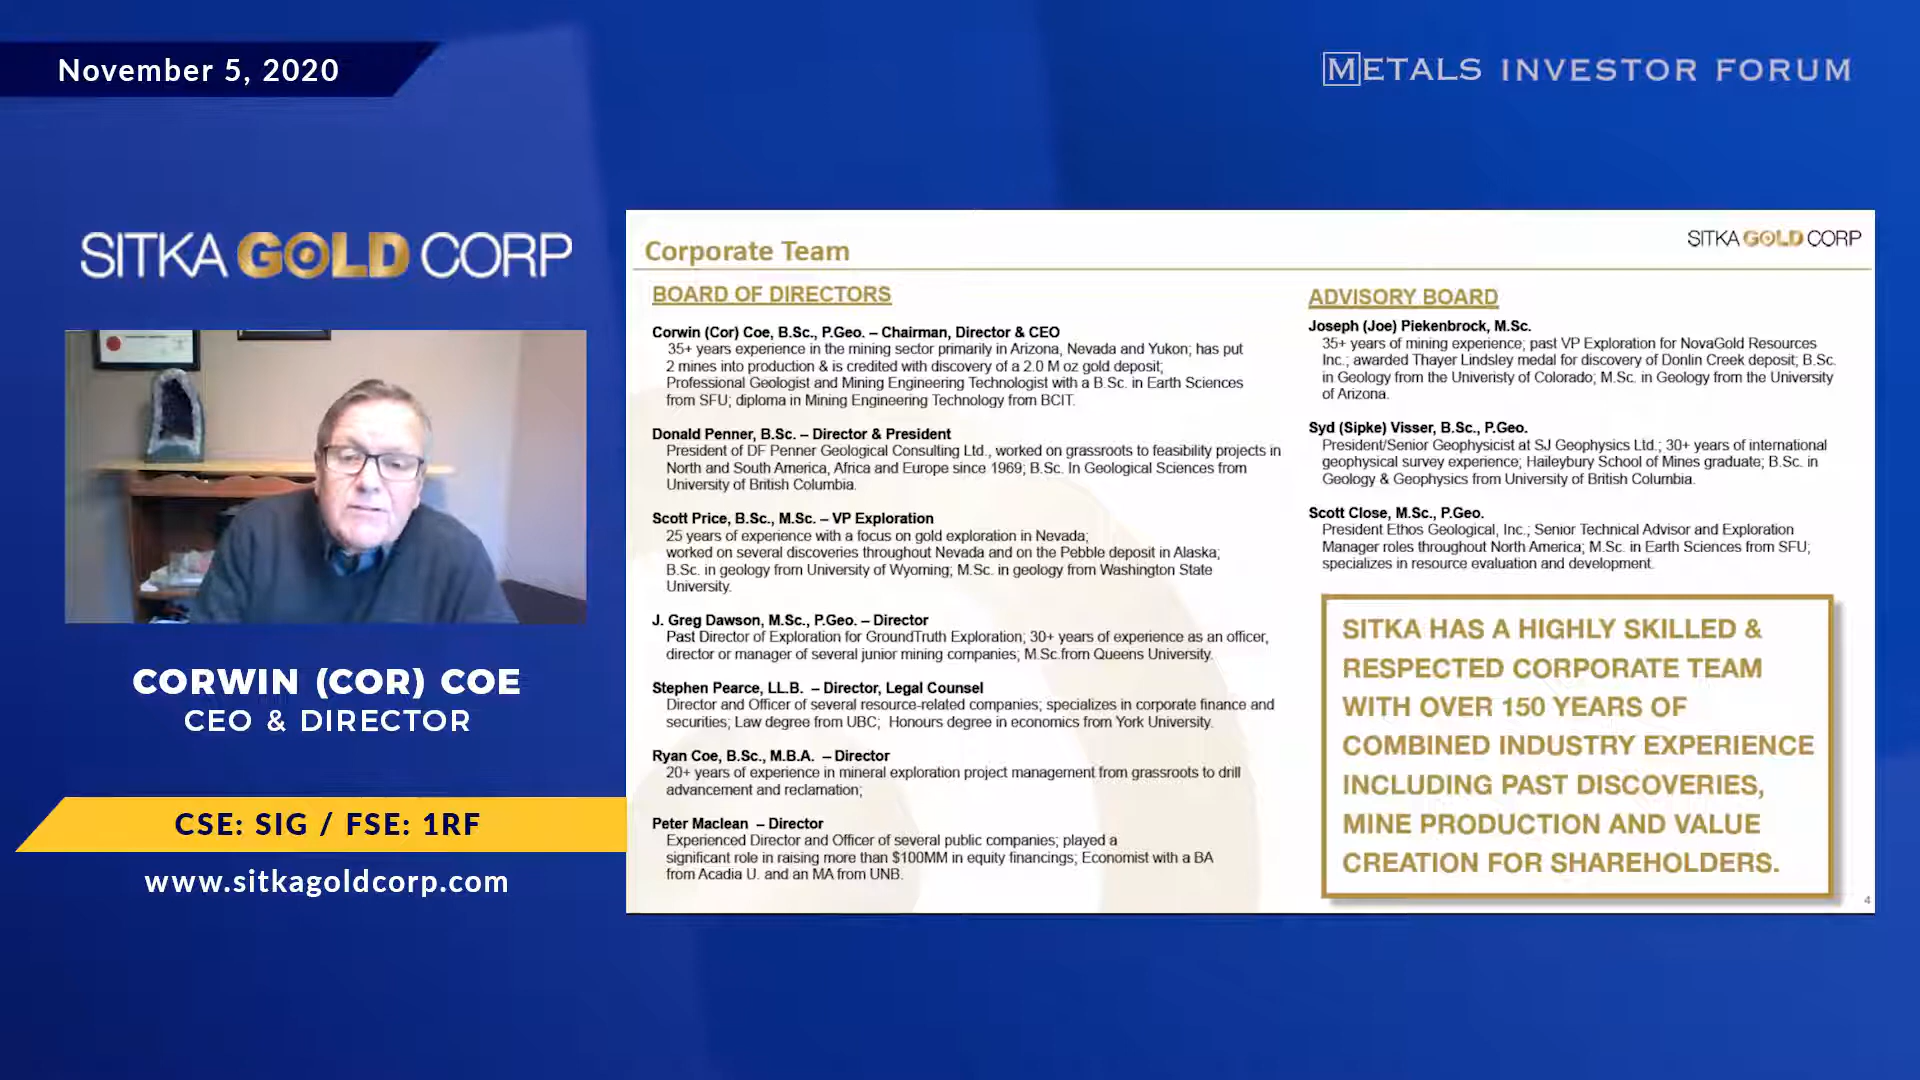 November 5, 2020
METALS INVESTOR FORUM
SITKA GOLD CORP
CORWIN (COR) COE
CEO & DIRECTOR
CSE: SIG / FSE: 1RF
www.sitkagoldcorp.com
SITKA GOLD CORP
Corporate Team
BOARD OF DIRECTORS
Corwin (Cor) Coe, B.Sc., P.Geo. – Chairman, Director & CEO
35+ years experience in the mining sector primarily in Arizona, Nevada and Yukon; has put
2 mines into production & is credited with discovery of a 2.0 M oz gold deposit;
Professional Geologist and Mining Engineering Technologist with a B.Sc. in Earth Sciences
from SFU; diploma in Mining Engineering Technology from BCIT.
Donald Penner, B.Sc. – Director & President
President of DF Penner Geological Consulting Ltd., worked on grassroots to feasibility projects in
North and South America, Africa and Europe since 1969; B.Sc. In Geological Sciences from
University of British Columbia.
Scott Price, B.Sc., M.Sc. – VP Exploration
25 years of experience with a focus on gold exploration in Nevada;
worked on several discoveries throughout Nevada and on the Pebble deposit in Alaska;
B.Sc. in geology from University of Wyoming; M.Sc. in geology from Washington State
University.
J. Greg Dawson, M.Sc., P.Geo. – Director
Past Director of Exploration for GroundTruth Exploration; 30+ years of experience as an officer,
director or manager of several junior mining companies; M.Sc.from Queens University.
Stephen Pearce, LL.B. – Director, Legal Counsel
Director and Officer of several resource-related companies; specializes in corporate finance and
securities; Law degree from UBC; Honours degree in economics from York University.
Ryan Coe, B.Sc., M.B.A. – Director
20+ years of experience in mineral exploration project management from grassroots to drill
advancement and reclamation;
Peter Maclean – Director
Experienced Director and Officer of several public companies; played a
significant role in raising more than $100MM in equity financings; Economist with a BA
from Acadia U. and an MA from UNB.
ADVISORY BOARD
Joseph (Joe) Piekenbrock, M.Sc.
35+ years of mining experience; past VP Exploration for NovaGold Resources
Inc.; awarded Thayer Lindsley medal for discovery of Donlin Creek deposit; B.Sc.
in Geology from the Univeristy of Colorado; M.Sc. in Geology from the University
of Arizona.
Syd (Sipke) Visser, B.Sc., P.Geo.
President/Senior Geophysicist at SJ Geophysics Ltd.; 30+ years of international
geophysical survey experience; Haileybury School of Mines graduate; B.Sc. in
Geology & Geophysics from University of British Columbia.
Scott Close, M.Sc., P.Geo.
President Ethos Geological, Inc.; Senior Technical Advisor and Exploration
Manager roles throughout North America; M.Sc. in Earth Sciences from SFU;
specializes in resource evaluation and development.
SITKA HAS A HIGHLY SKILLED &
RESPECTED CORPORATE TEAM
WITH OVER 150 YEARS OF
COMBINED INDUSTRY EXPERIENCE
INCLUDING PAST DISCOVERIES,
MINE PRODUCTION AND VALUE
CREATION FOR SHAREHOLDERS.
4